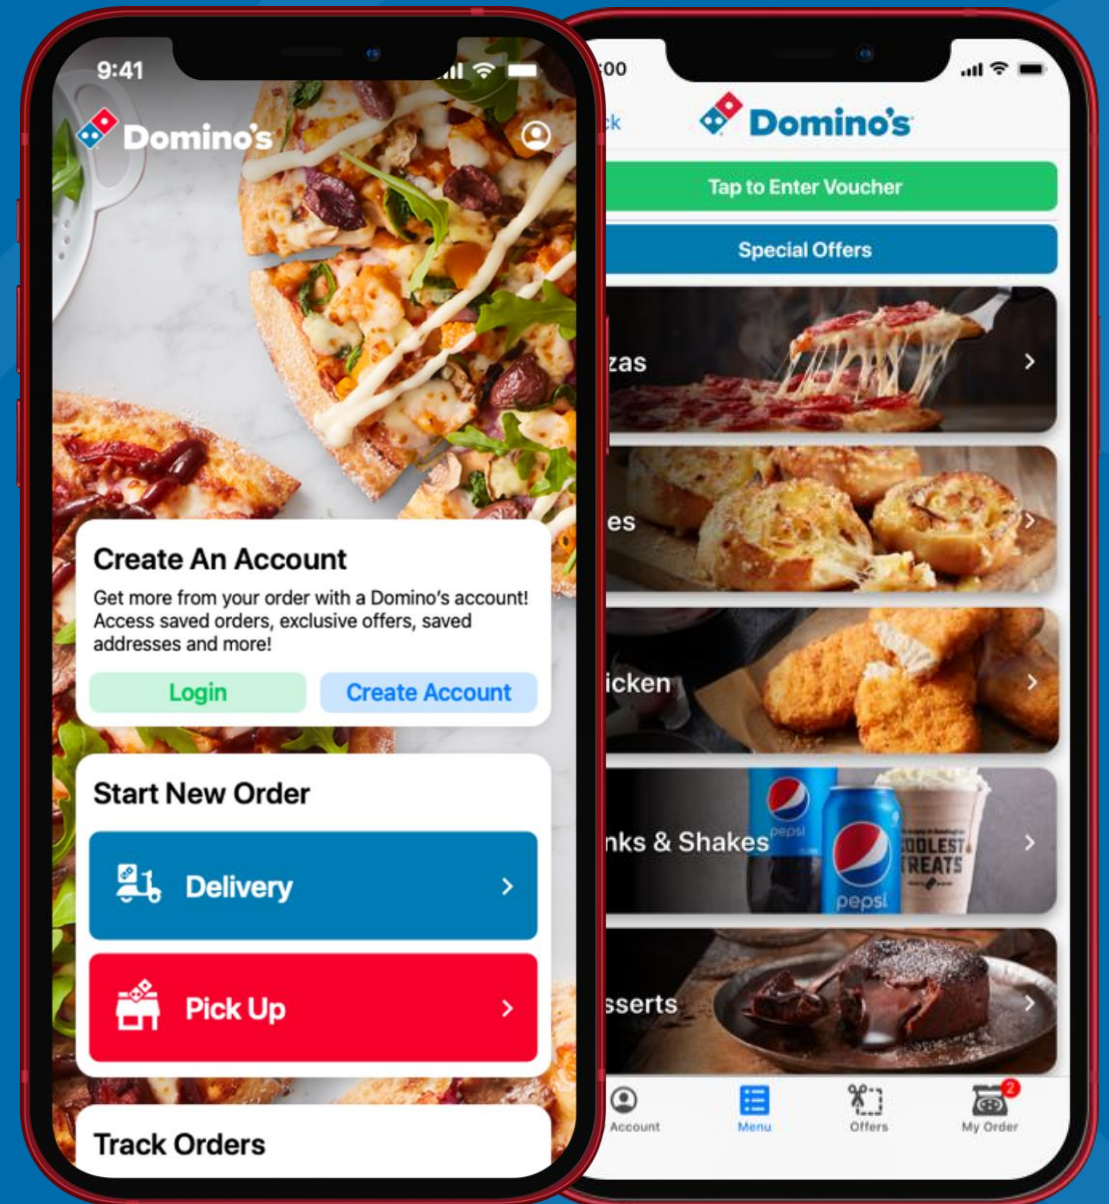 9:41
Domino's
Create An Account
Get more from your order with a Domino's account!
Access saved orders, exclusive offers, saved
addresses and more!
Login
Create Account
Start New Order
Delivery
Pick Up
Track Orders
:00
ck
Domino's
Tap to Enter Voucher
Special Offers
zas
es
icken
nks & Shakes
pepsi
pepsi
OOLEST
TREATS
sserts
Account
Menu
Offers
2
My Order